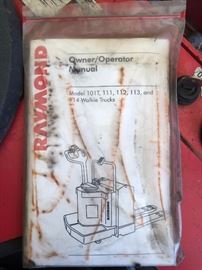 RAYMOND
Owner/Operator
Manual
Model 101T, 111, 112, 113, and
114 Walkie Trucks